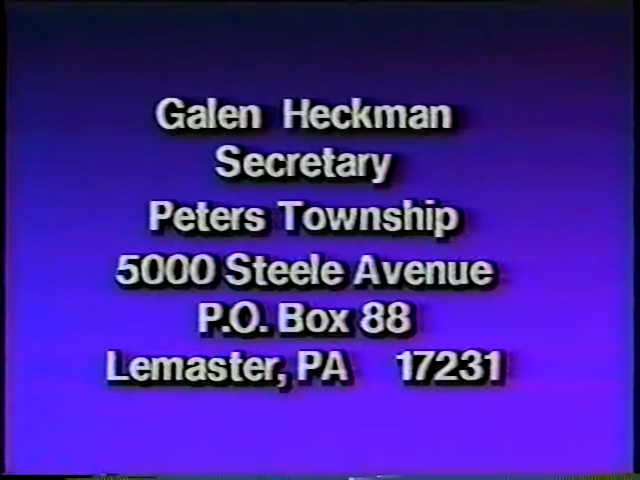 Galen Heckman
Secretary
Peters Township
5000 Steele Avenue
P.O. Box 88
Lemaster, PA 17231